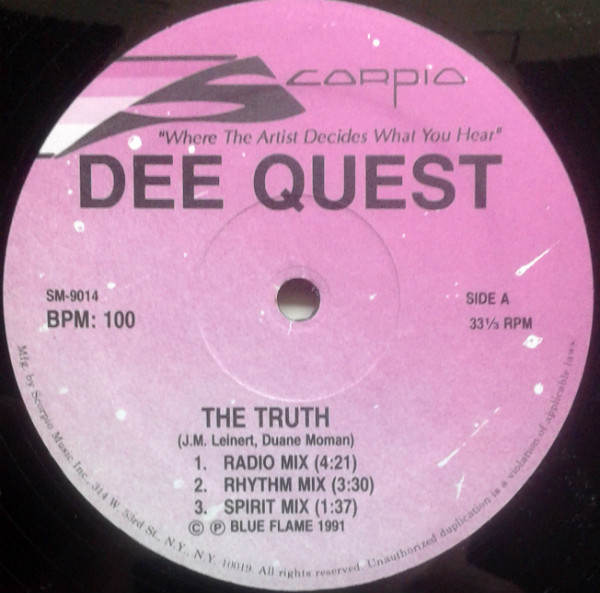 Scorpio
"Where The Artist Decides What You Hear"
DEE QUEST
SM-9014
BPM: 100
SIDE A
33⅓ RPM
THE TRUTH
(J.M. Leinert, Duane Moman)
1. RADIO MIX (4:21)
2. RHYTHM MIX (3:30)
3. SPIRIT MIX (1:37)
© ℗ BLUE FLAME 1991
Mfg. by Scorpio Music Inc. 314 W. 53rd St., N.Y., N.Y. 10019. All rights reserved. Unauthorized duplication is a violation of applicable laws.